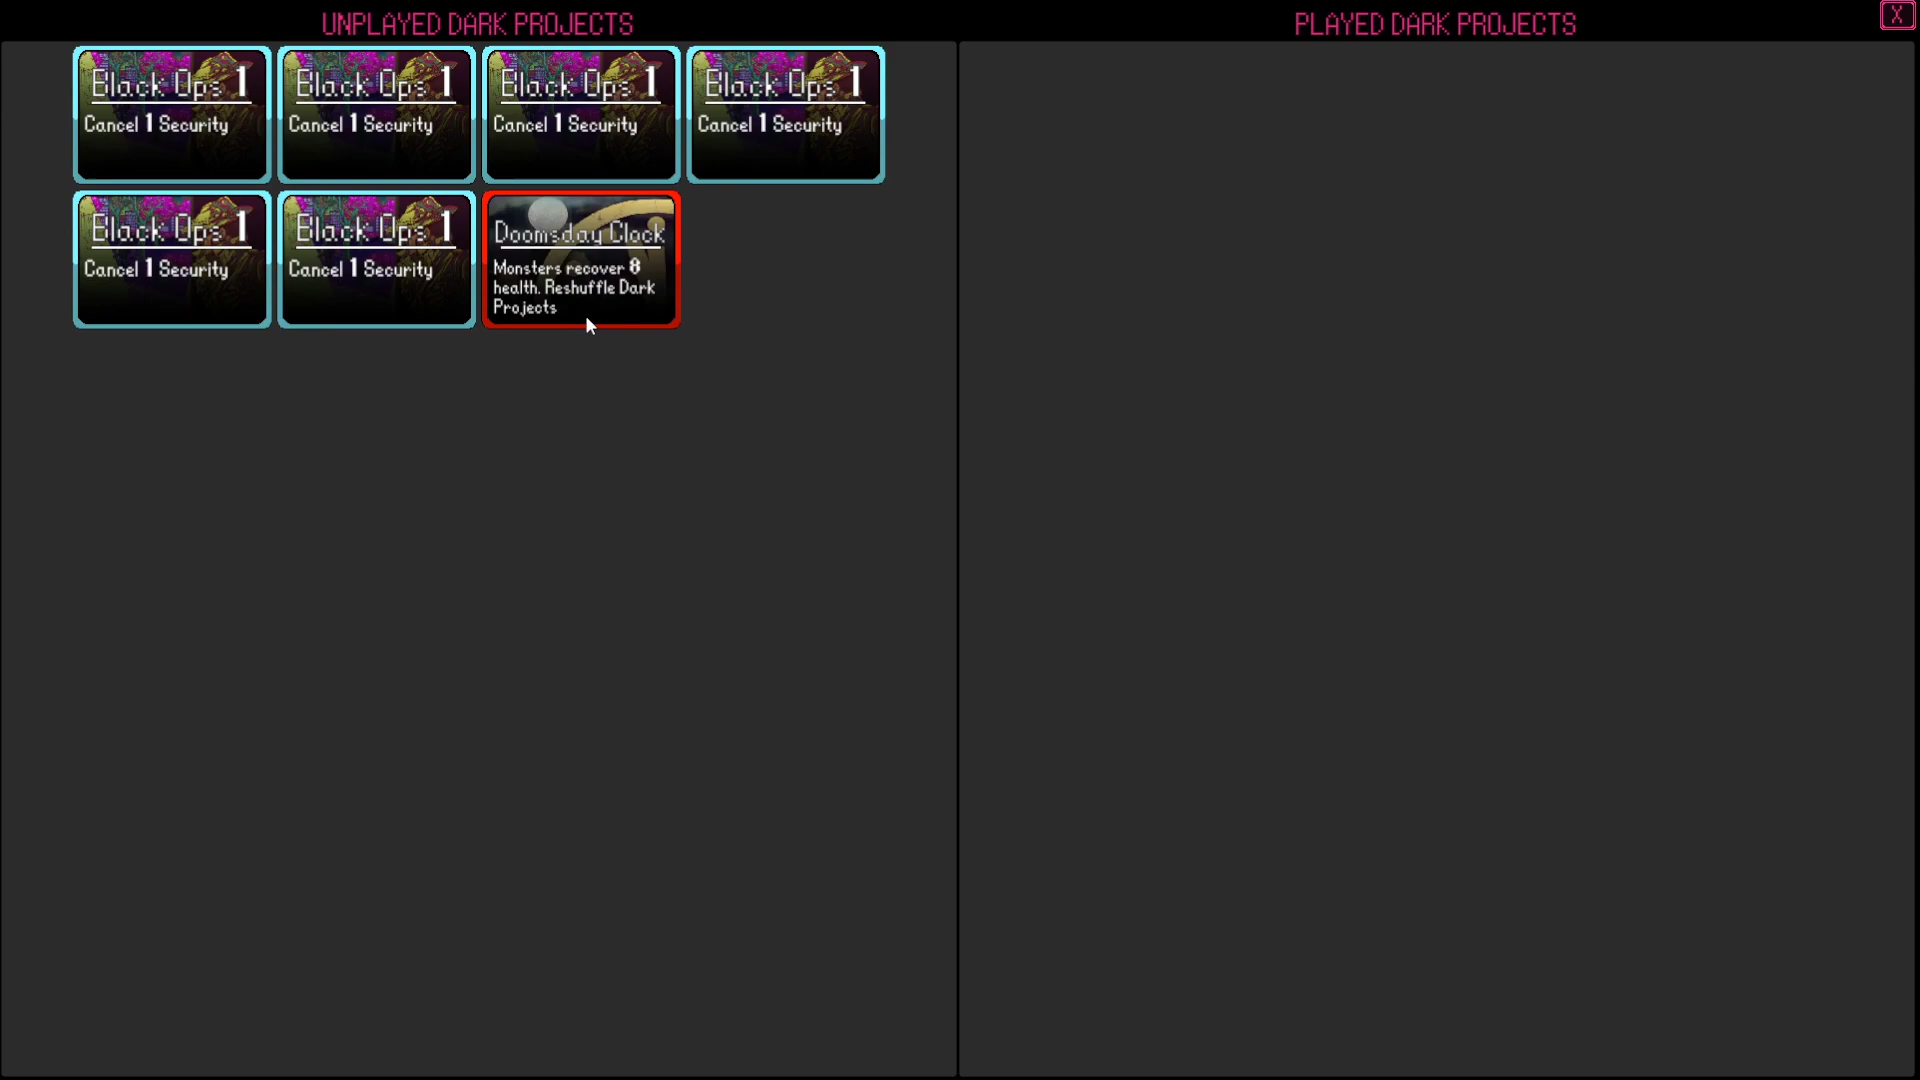 UNPLAYED DARK PROJECTS
PLAYED DARK PROJECTS
X
Black Ops 1
Cancel 1 Security
Black Ops 1
Cancel 1 Security
Black Ops 1
Cancel 1 Security
Black Ops 1
Cancel 1 Security
Black Ops 1
Cancel 1 Security
Black Ops 1
Cancel 1 Security
Doomsday Clock
Monsters recover 8
health. Reshuffle Dark
Projects